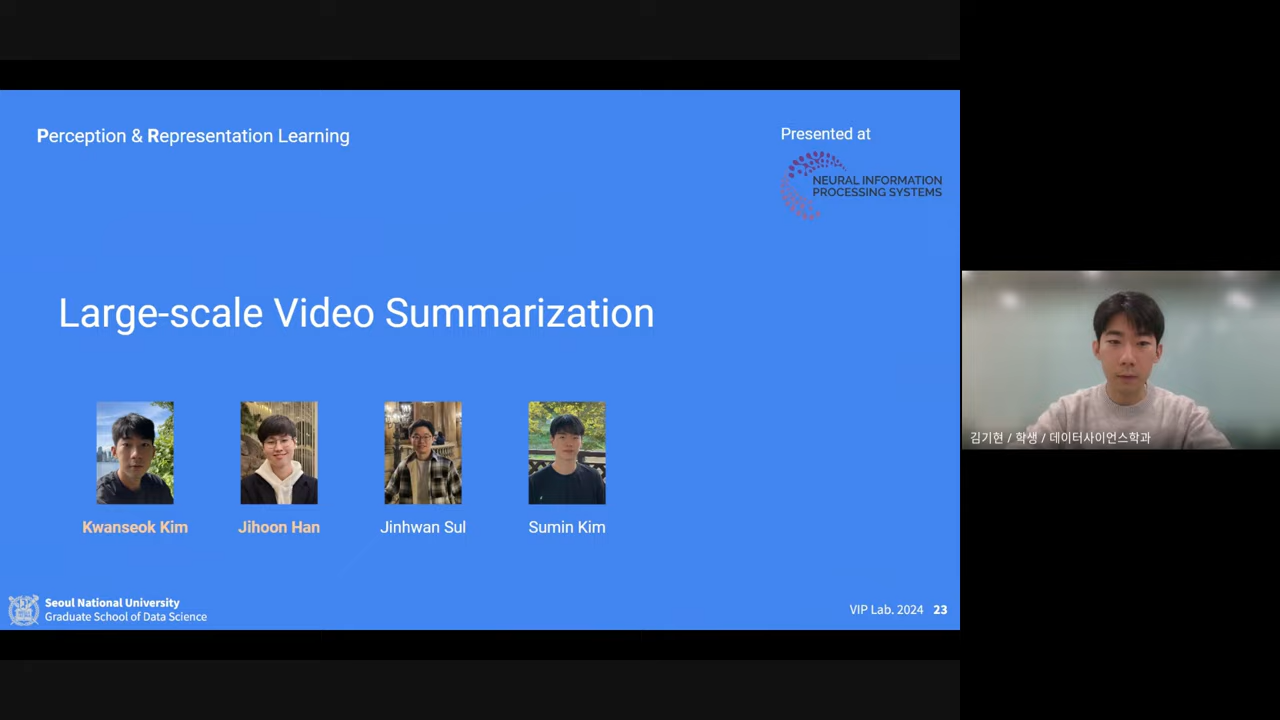 Perception & Representation Learning
Presented at
NEURAL INFORMATION
PROCESSING SYSTEMS
Large-scale Video Summarization
Kwanseok Kim
Jihoon Han
Jinhwan Sul
Sumin Kim
Seoul National University
Graduate School of Data Science
VIP Lab. 2024 23
김기현 / 학생 / 데이터사이언스학과